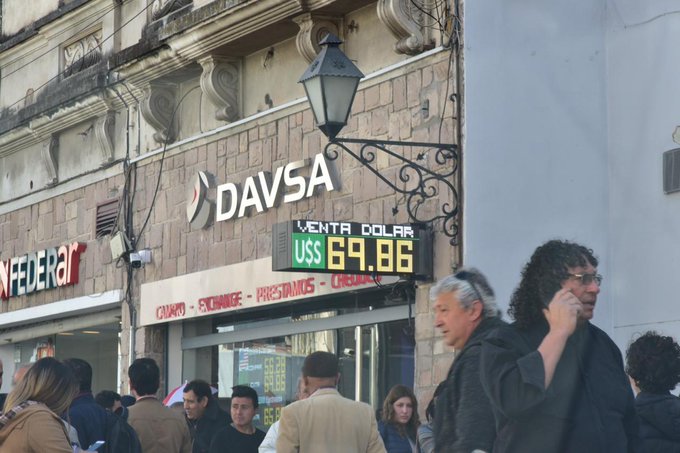 DAVSA
VENTA DOLAR
U$S 69.86
FEDERar
CAMBIO - EXCHANGE - PRESTAMOS - CHEQUES